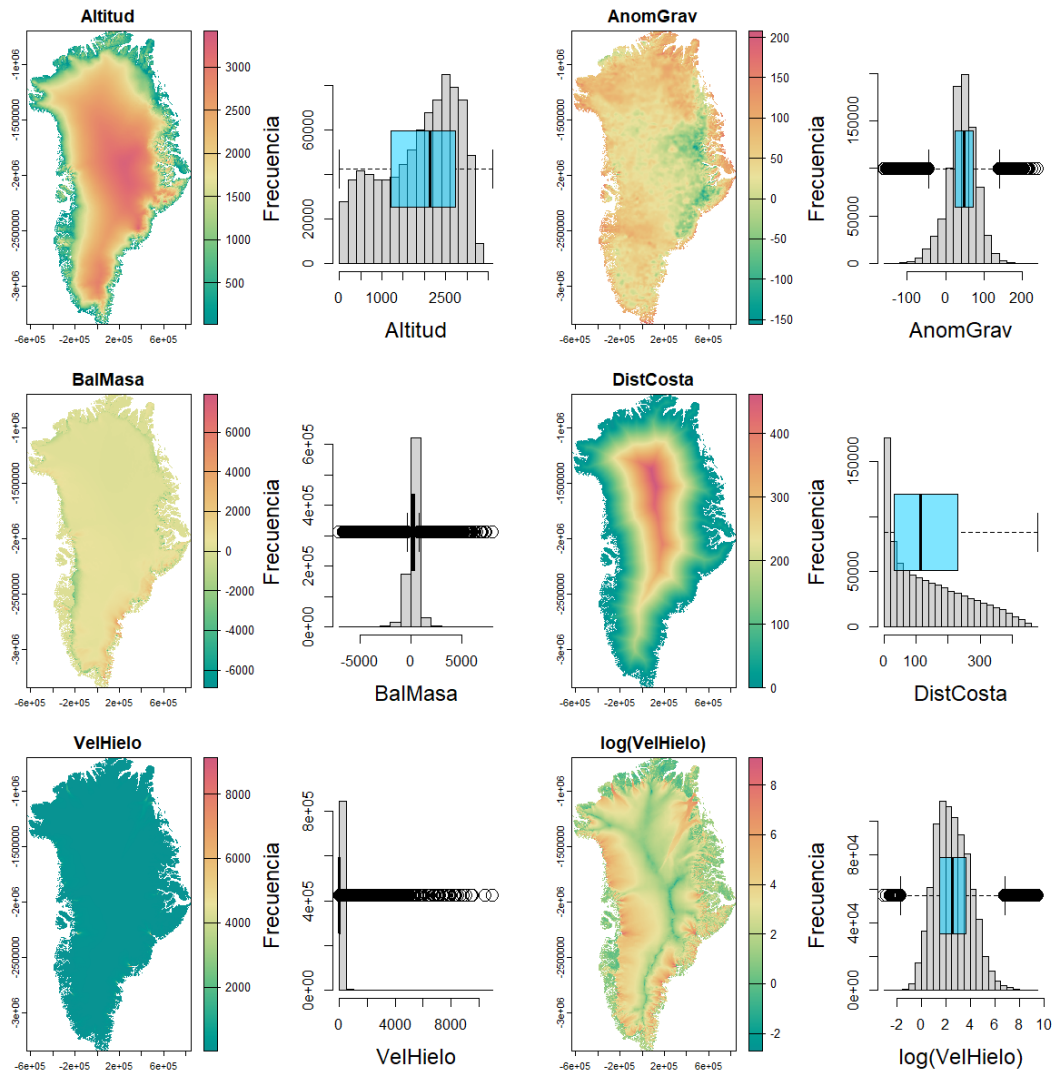 Altitud
-1e+06
-1500000
-2e+06
-2500000
-3e+06
-6e+05
-2e+05
2e+05
6e+05
3000
2500
2000
1500
1000
500
Frecuencia
0
20000
60000
0
1000
2500
Altitud
AnomGrav
-1e+06
-1500000
-2e+06
-2500000
-3e+06
-6e+05
-2e+05
2e+05
6e+05
200
150
100
50
0
-50
-100
-150
Frecuencia
0
50000
150000
-100
0
100
200
AnomGrav
BalMasa
-1e+06
-1500000
-2e+06
-2500000
-3e+06
-6e+05
-2e+05
2e+05
6e+05
6000
4000
2000
0
-2000
-4000
-6000
Frecuencia
0e+00
2e+05
4e+05
6e+05
-5000
0
5000
BalMasa
DistCosta
-1e+06
-1500000
-2e+06
-2500000
-3e+06
-6e+05
-2e+05
2e+05
6e+05
400
300
200
100
0
Frecuencia
0
50000
150000
0
100
300
DistCosta
VelHielo
-1e+06
-1500000
-2e+06
-2500000
-3e+06
-6e+05
-2e+05
2e+05
6e+05
8000
6000
4000
2000
Frecuencia
0e+00
4e+05
8e+05
0
4000
8000
VelHielo
log(VelHielo)
-1e+06
-1500000
-2e+06
-2500000
-3e+06
-6e+05
-2e+05
2e+05
6e+05
8
6
4
2
0
-2
Frecuencia
0e+00
4e+04
8e+04
-2
0
2
4
6
8
10
log(VelHielo)